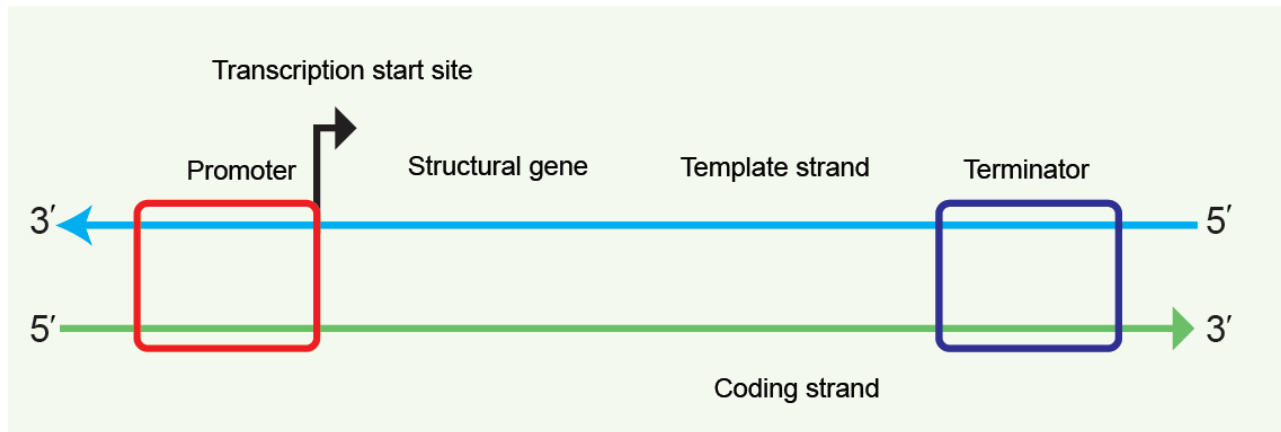 Transcription start site
Promoter
Structural gene
Template strand
Terminator
3′
5′
5′
3′
Coding strand